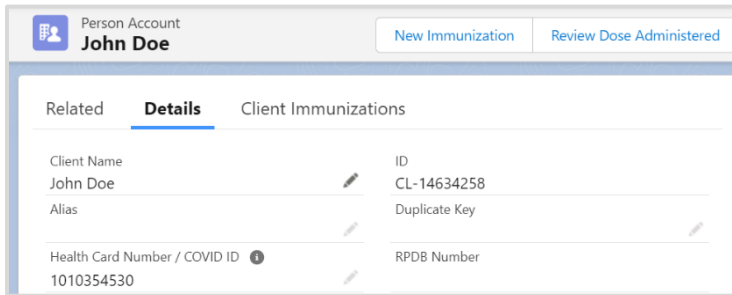 Person Account
John Doe
New Immunization
Review Dose Administered
Related Details Client Immunizations
Client Name ID
John Doe CL-14634258
Alias Duplicate Key
Health Card Number / COVID ID RPDB Number
1010354530